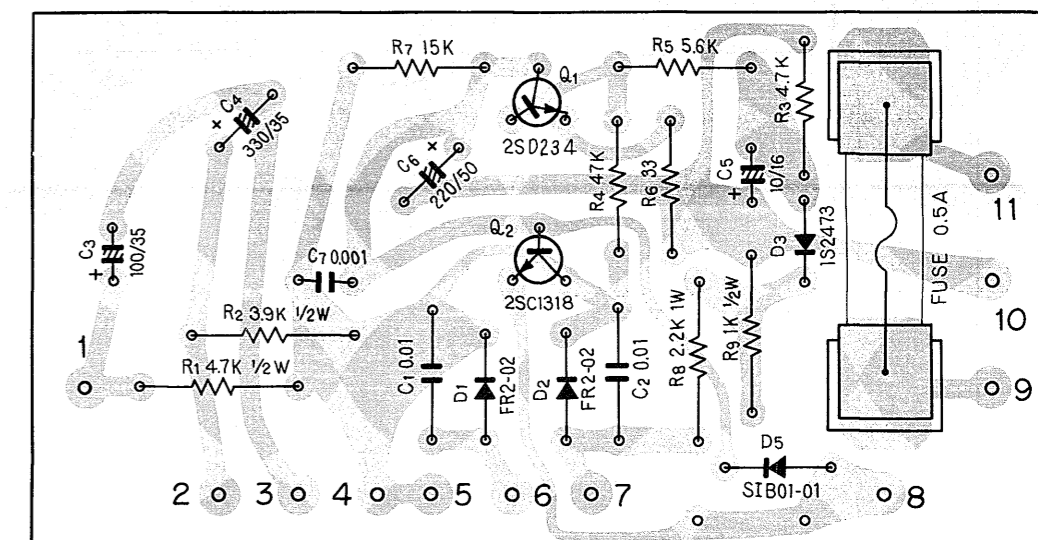 R7 15K
Q1
R5 5.6K
R3 4.7K
C4
330/35
2SD234
C6
220/50
R4 47K
R6 33
C5
10/16
+
11
C3
100/35
+
Q2
C7 0.001
D3
1S2473
FUSE 0.5A
2SC1318
10
R2 3.9K 1/2W
1
R1 4.7K 1/2W
C1 0.01
D1
FR2-02
D2
FR2-02
C2 0.01
R8 2.2K 1W
R9 1K 1/2W
9
D5
SIB01-01
2 3 4 5 6 7 8